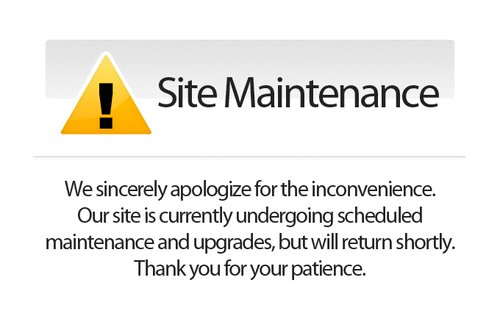 Site Maintenance
We sincerely apologize for the inconvenience.
Our site is currently undergoing scheduled
maintenance and upgrades, but will return shortly.
Thank you for your patience.